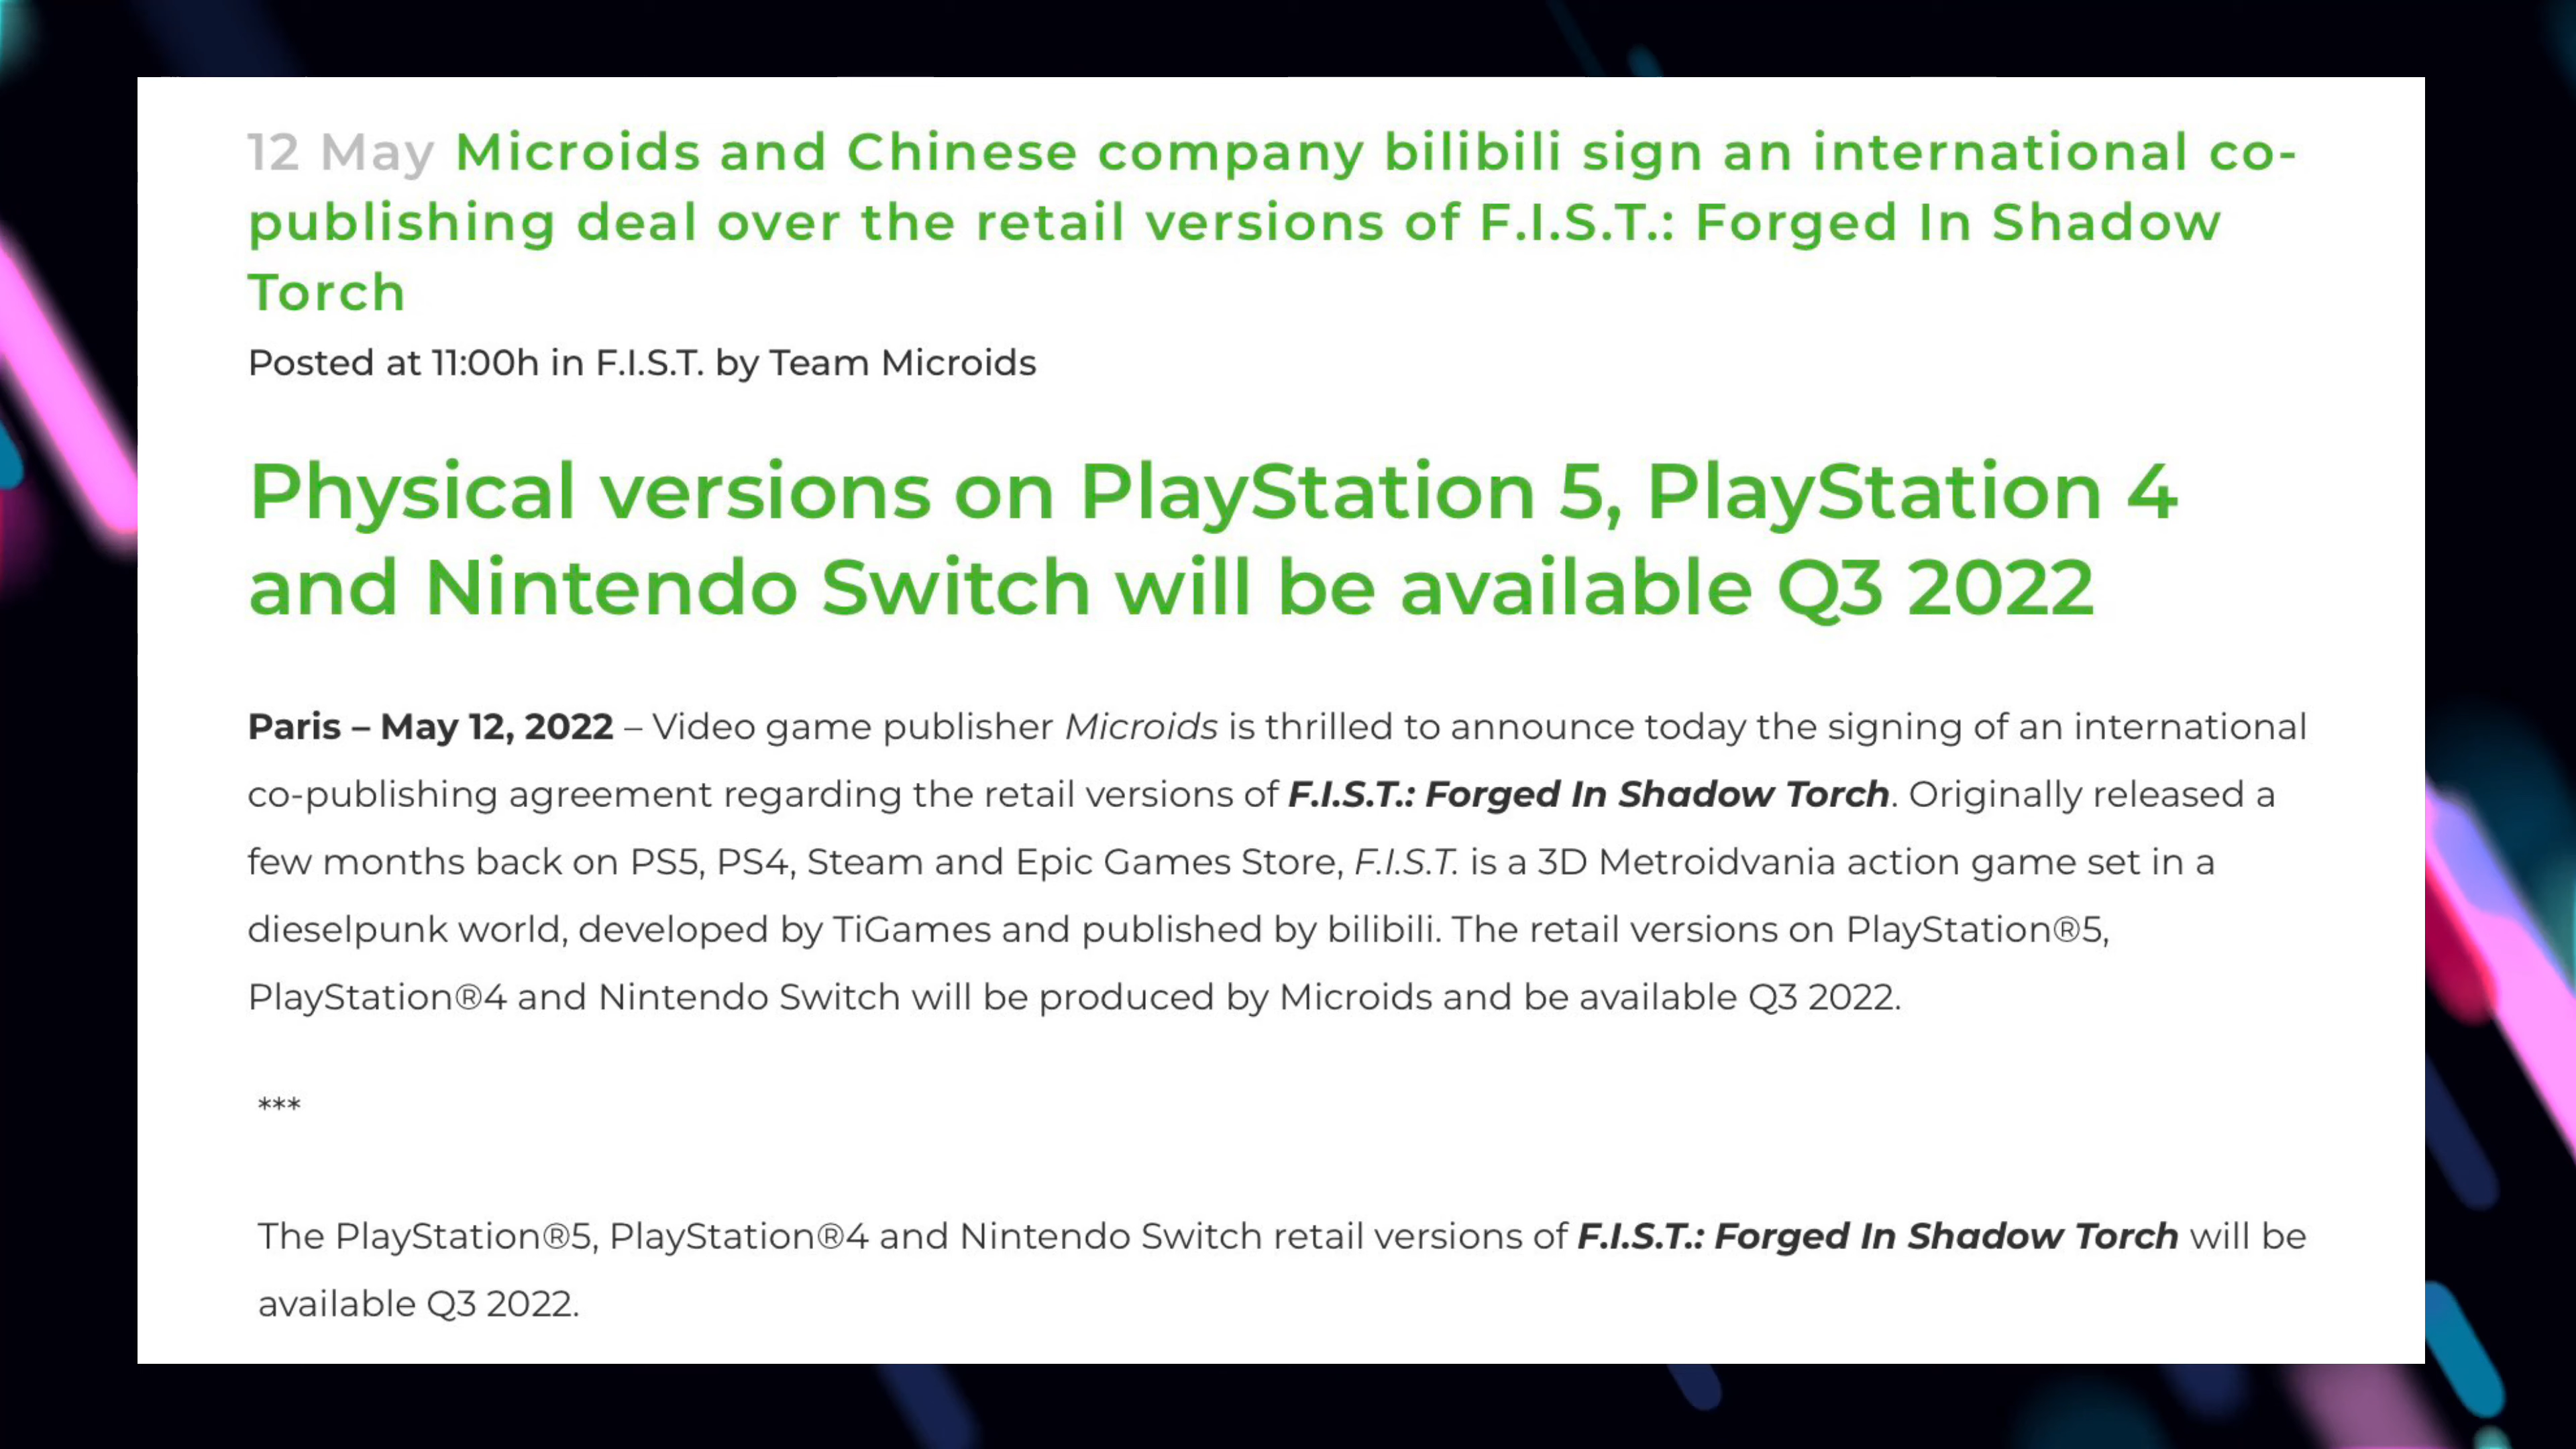 12 May Microids and Chinese company bilibili sign an international co-
publishing deal over the retail versions of F.I.S.T.: Forged In Shadow
Torch
Posted at 11:00h in F.I.S.T. by Team Microids
Physical versions on PlayStation 5, PlayStation 4
and Nintendo Switch will be available Q3 2022
Paris – May 12, 2022 – Video game publisher Microids is thrilled to announce today the signing of an international
co-publishing agreement regarding the retail versions of F.I.S.T.: Forged In Shadow Torch. Originally released a
few months back on PS5, PS4, Steam and Epic Games Store, F.I.S.T. is a 3D Metroidvania action game set in a
dieselpunk world, developed by TiGames and published by bilibili. The retail versions on PlayStation®5,
PlayStation®4 and Nintendo Switch will be produced by Microids and be available Q3 2022.
***
The PlayStation®5, PlayStation®4 and Nintendo Switch retail versions of F.I.S.T.: Forged In Shadow Torch will be
available Q3 2022.